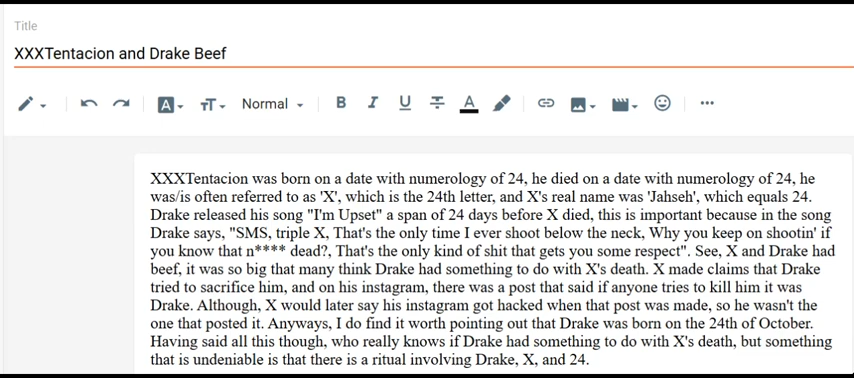 Title
XXXTentacion and Drake Beef
A T Normal B I U T A
XXXTentacion was born on a date with numerology of 24, he died on a date with numerology of 24, he
was/is often referred to as 'X', which is the 24th letter, and X's real name was 'Jahseh', which equals 24.
Drake released his song "I'm Upset" a span of 24 days before X died, this is important because in the song
Drake says, "SMS, triple X, That's the only time I ever shoot below the neck, Why you keep on shootin' if
you know that n**** dead?, That's the only kind of shit that gets you some respect". See, X and Drake had
beef, it was so big that many think Drake had something to do with X's death. X made claims that Drake
tried to sacrifice him, and on his instagram, there was a post that said if anyone tries to kill him it was
Drake. Although, X would later say his instagram got hacked when that post was made, so he wasn't the
one that posted it. Anyways, I do find it worth pointing out that Drake was born on the 24th of October.
Having said all this though, who really knows if Drake had something to do with X's death, but something
that is undeniable is that there is a ritual involving Drake, X, and 24.